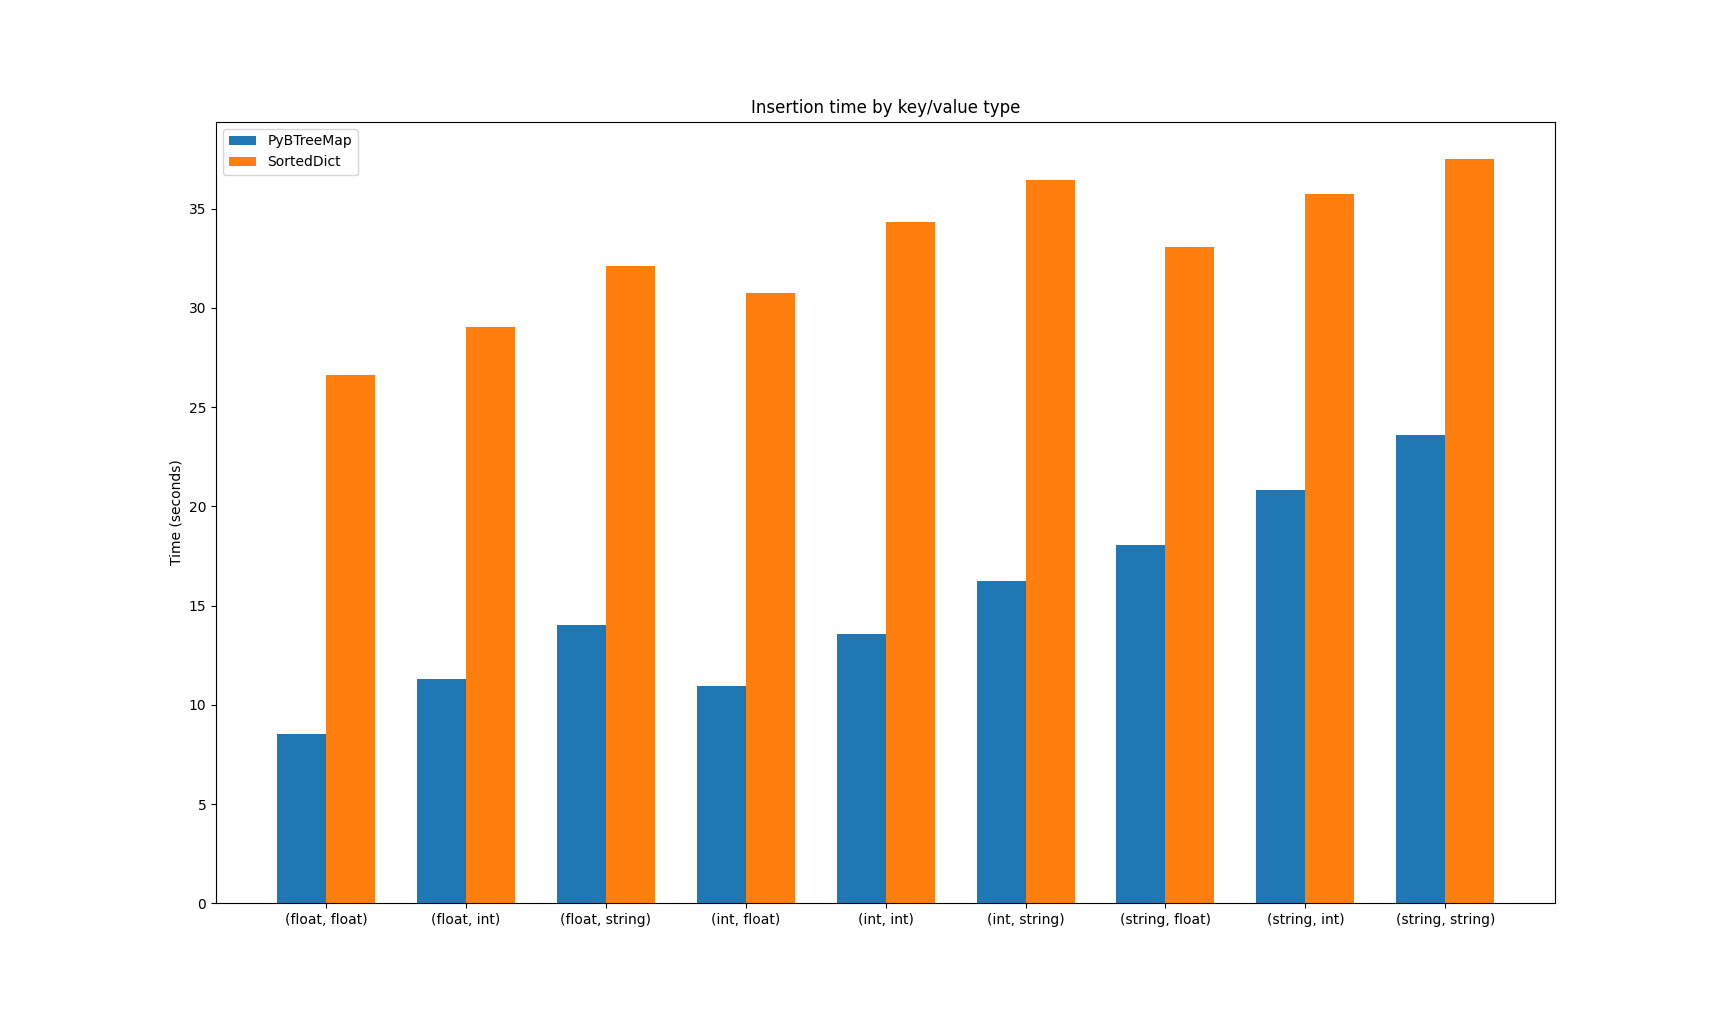 Insertion time by key/value type
PyBTreeMap
SortedDict
Time (seconds)
35
30
25
20
15
10
5
0
(float, float) (float, int) (float, string) (int, float) (int, int) (int, string) (string, float) (string, int) (string, string)